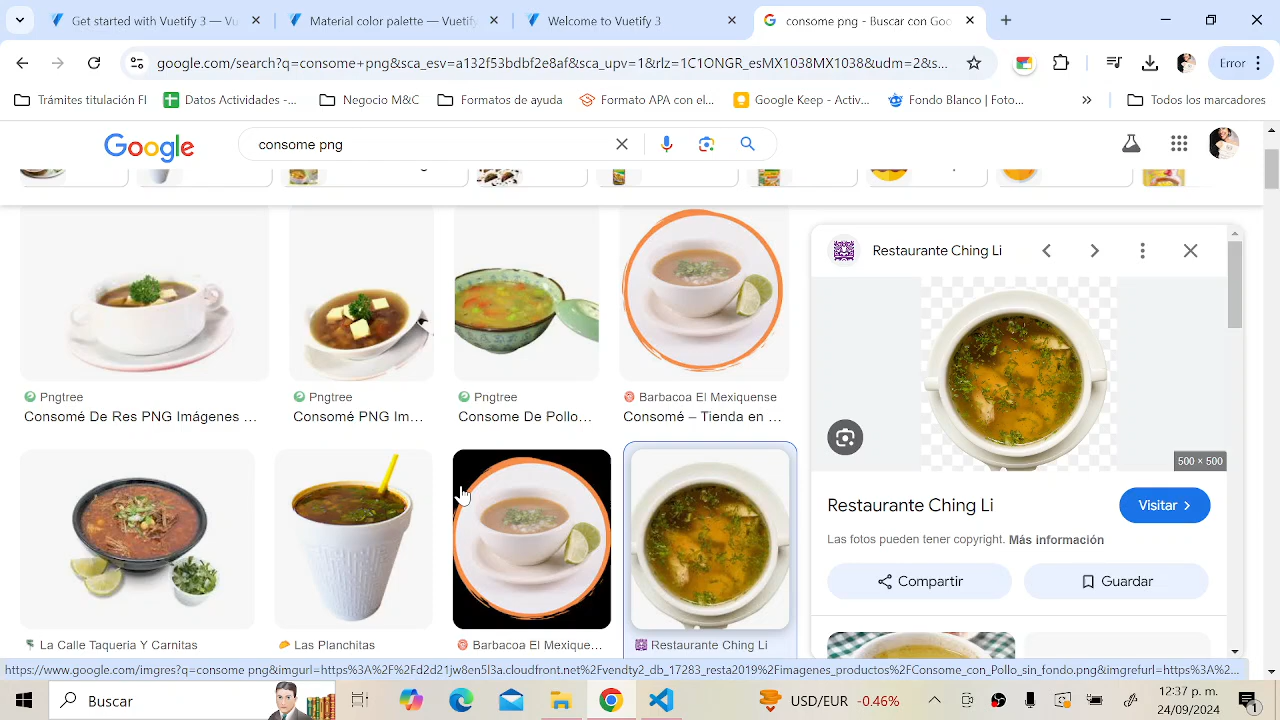 Get started with Vuetify 3 — Vu
Material color palette — Vuetify
Welcome to Vuetify 3
consome png - Buscar con Goo
google.com/search?q=consome+png&sca_esv=a132f53bdbf2e8af&sca_upv=1&rlz=1C1ONGR_esMX1038MX1038&udm=2&s...
Error
Trámites titulación FI
Datos Actividades -...
Negocio M&C
Formatos de ayuda
Formato APA con el...
Google Keep - Activ...
Fondo Blanco | Foto...
»
Todos los marcadores
Google
consome png
Restaurante Ching Li
Pngtree
Consomé De Res PNG Imágenes ...
Pngtree
Consomé PNG Im...
Pngtree
Consome De Pollo...
Barbacoa El Mexiquense
Consomé – Tienda en ...
500 × 500
Restaurante Ching Li
Visitar
Las fotos pueden tener copyright. Más información
Compartir
Guardar
La Calle Taqueria Y Carnitas
Las Planchitas
Barbacoa El Mexique...
Restaurante Ching Li
https://www.google.com/imgres?q=consome png&imgurl=https%3A%2F%2Fd2d21jw8en5l3a.cloudfront.net%2Fvendty2_db_17283_resta2019%2Fimagenes_productos%2FConsome_con_Pollo_sin_fondo.png&imgrefurl=https%3A%2...
Buscar
USD/EUR -0.46%
12:37 p. m.
24/09/2024
1